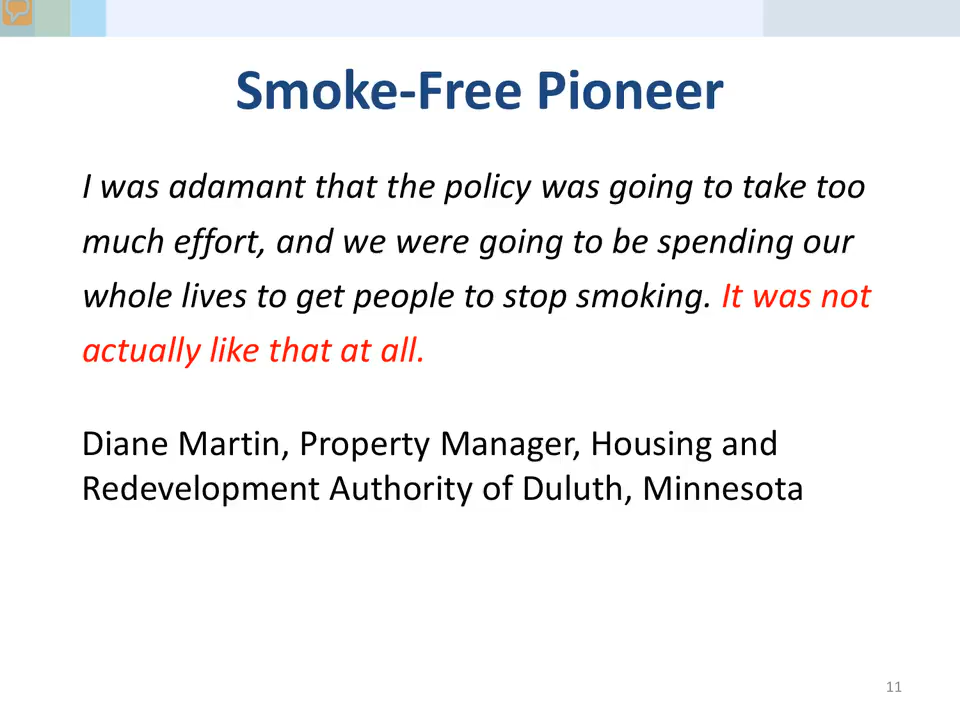 Smoke-Free Pioneer
I was adamant that the policy was going to take too
much effort, and we were going to be spending our
whole lives to get people to stop smoking. It was not
actually like that at all.
Diane Martin, Property Manager, Housing and
Redevelopment Authority of Duluth, Minnesota
11